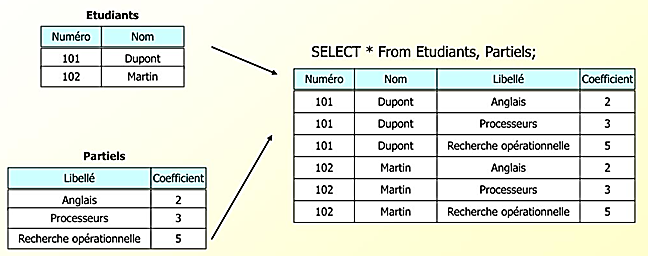 Etudiants
Numéro Nom
101 Dupont
102 Martin
Partiels
Libellé Coefficient
Anglais 2
Processeurs 3
Recherche opérationnelle 5
SELECT * From Etudiants, Partiels;
Numéro Nom Libellé Coefficient
101 Dupont Anglais 2
101 Dupont Processeurs 3
101 Dupont Recherche opérationnelle 5
102 Martin Anglais 2
102 Martin Processeurs 3
102 Martin Recherche opérationnelle 5